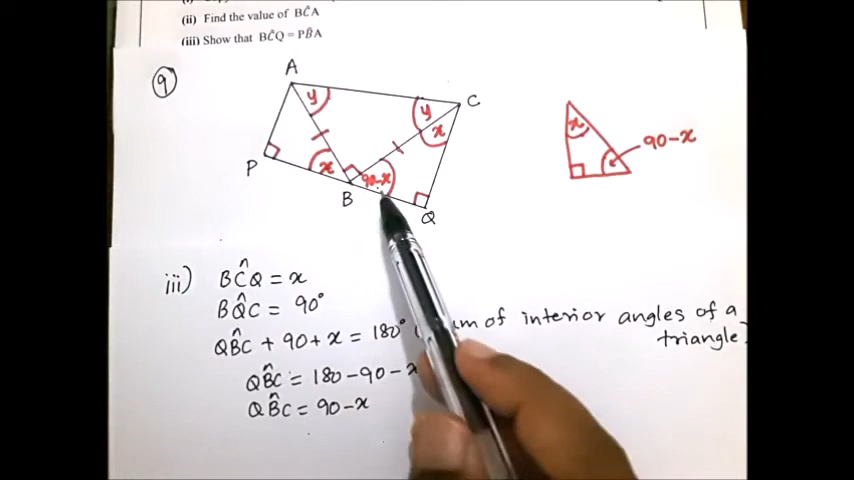 (ii) Find the value of BĈA
(iii) Show that BĈQ = PB̂A
9
A
C
y
y
x
x
90-x
P
x
90-x
B
Q
iii) BĈQ = x
BQ̂C = 90°
QB̂C + 90 + x = 180° um of interior angles of a
triangle]
QB̂C = 180 - 90 - x
QB̂C = 90 - x